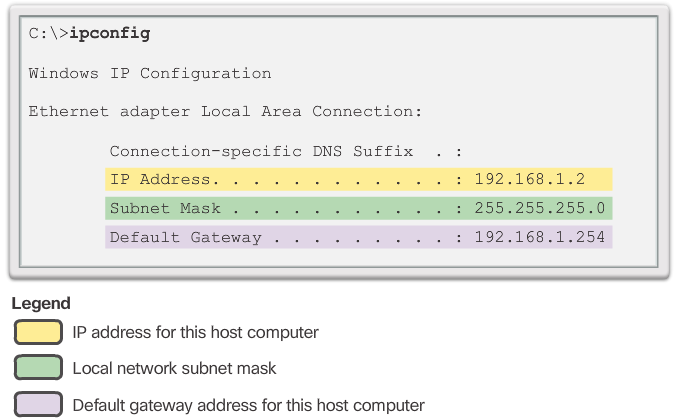 C:\>ipconfig
Windows IP Configuration
Ethernet adapter Local Area Connection:
Connection-specific DNS Suffix . :
IP Address. . . . . . . . . . . . : 192.168.1.2
Subnet Mask . . . . . . . . . . . : 255.255.255.0
Default Gateway . . . . . . . . . : 192.168.1.254
Legend
IP address for this host computer
Local network subnet mask
Default gateway address for this host computer